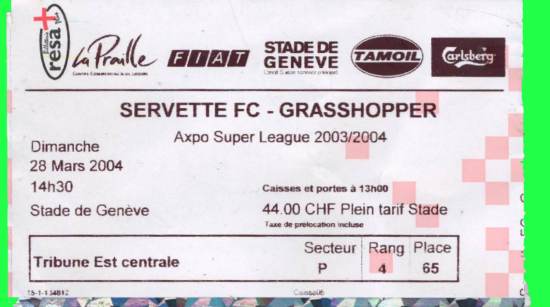 resa
La Praille
FIAT
STADE DE
GENEVE
TAMOIL
Carlsberg
SERVETTE FC - GRASSHOPPER
Axpo Super League 2003/2004
Dimanche
28 Mars 2004
14h30
Caisses et portes à 13h00
Stade de Genève
44.00 CHF Plein tarif Stade
Taxe de prélocation incluse
Secteur Rang Place
Tribune Est centrale
P 4 65